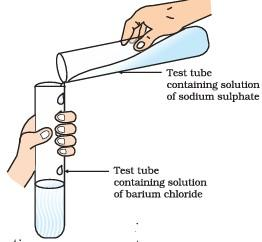 Test tube
containing solution
of sodium sulphate
Test tube
containing solution
of barium chloride